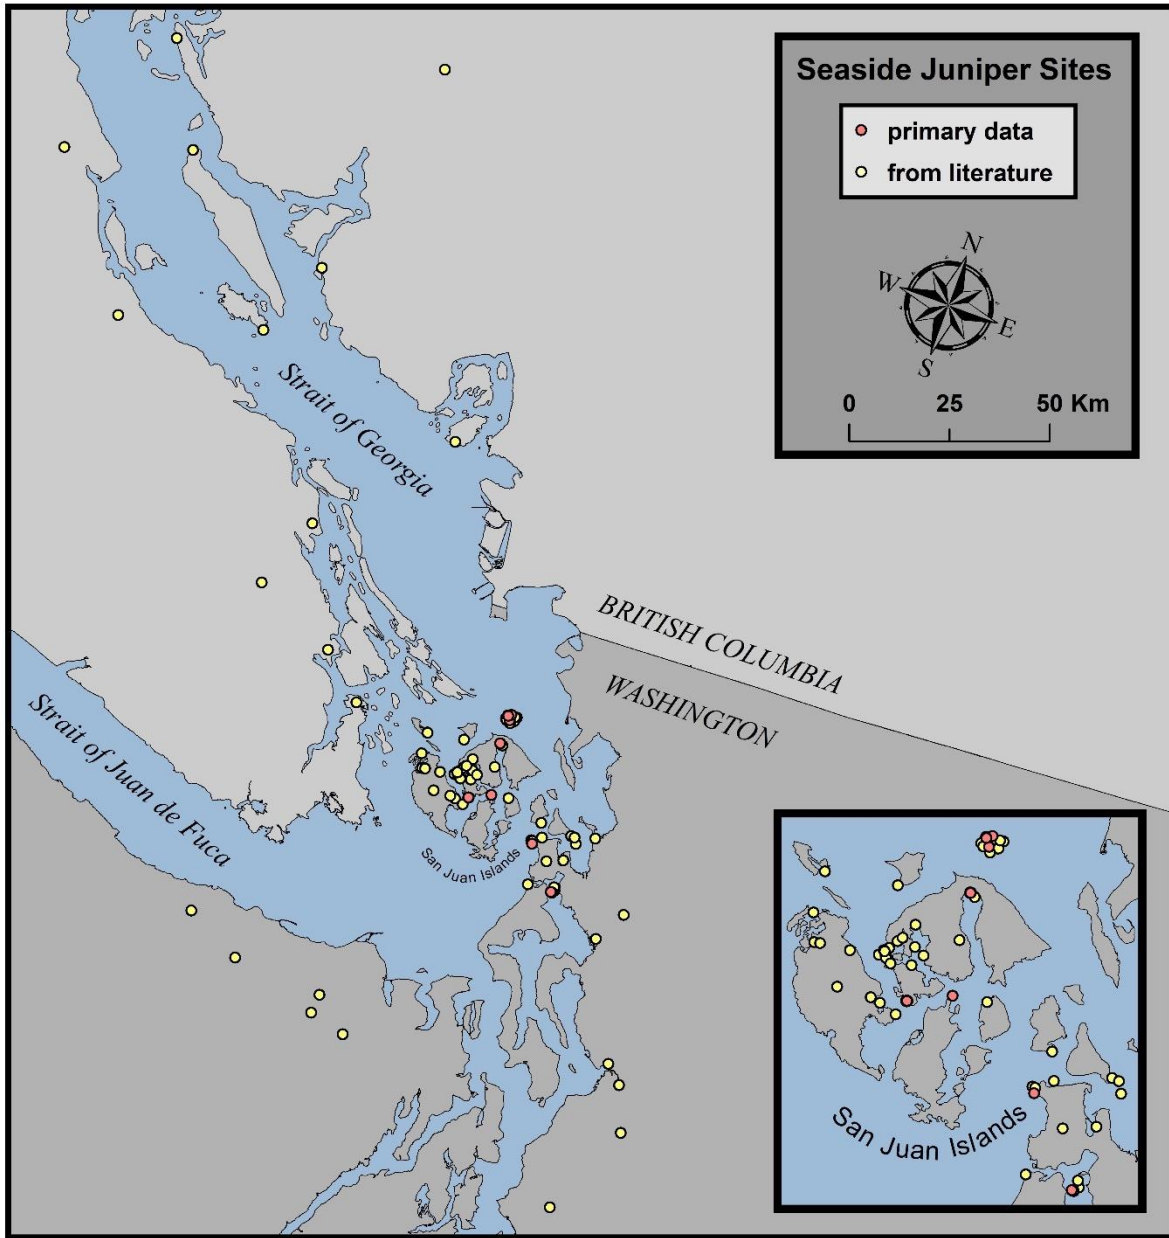 Seaside Juniper Sites
primary data
from literature
N
W
E
S
0 25 50 Km
Strait of Georgia
BRITISH COLUMBIA
WASHINGTON
Strait of Juan de Fuca
San Juan Islands
San Juan Islands